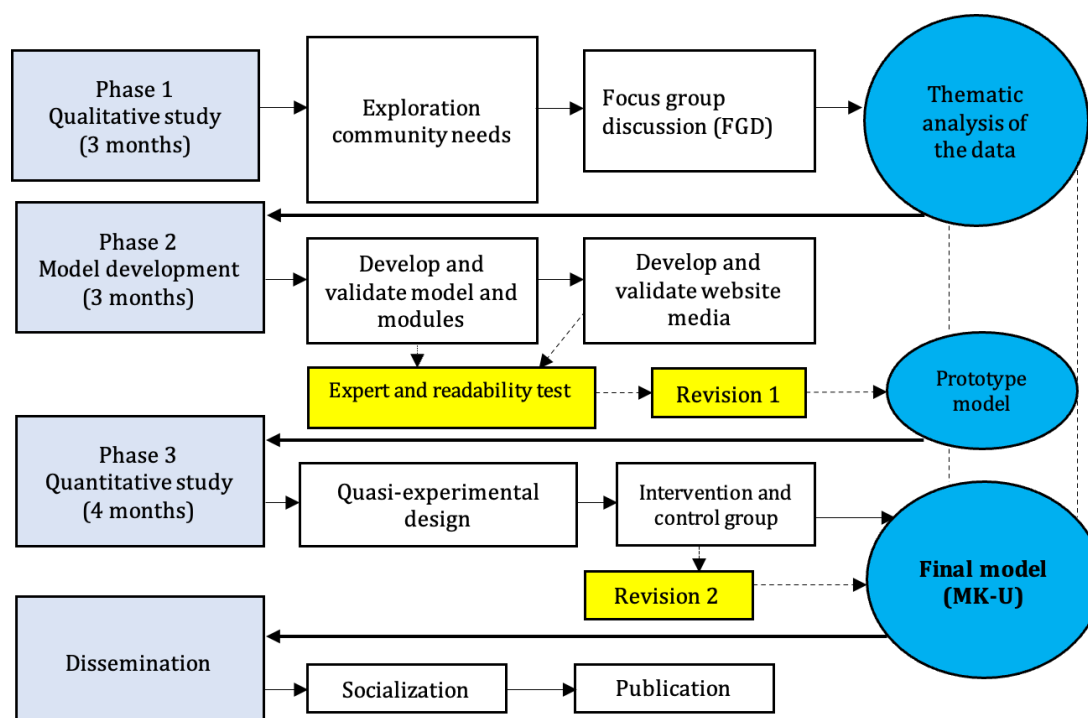 Phase 1
Qualitative study
(3 months)
Exploration
community needs
Focus group
discussion (FGD)
Thematic
analysis of
the data
Phase 2
Model development
(3 months)
Develop and
validate model and
modules
Develop and
validate website
media
Expert and readability test
Revision 1
Prototype
model
Phase 3
Quantitative study
(4 months)
Quasi-experimental
design
Intervention and
control group
Revision 2
Final model
(MK-U)
Dissemination
Socialization
Publication